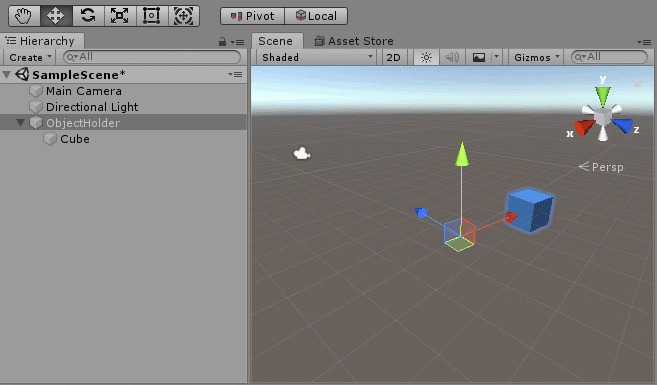 Pivot Local
Hierarchy
Create All
SampleScene*
Main Camera
Directional Light
ObjectHolder
Cube
Scene Asset Store
Shaded 2D Gizmos All
y
x z
Persp